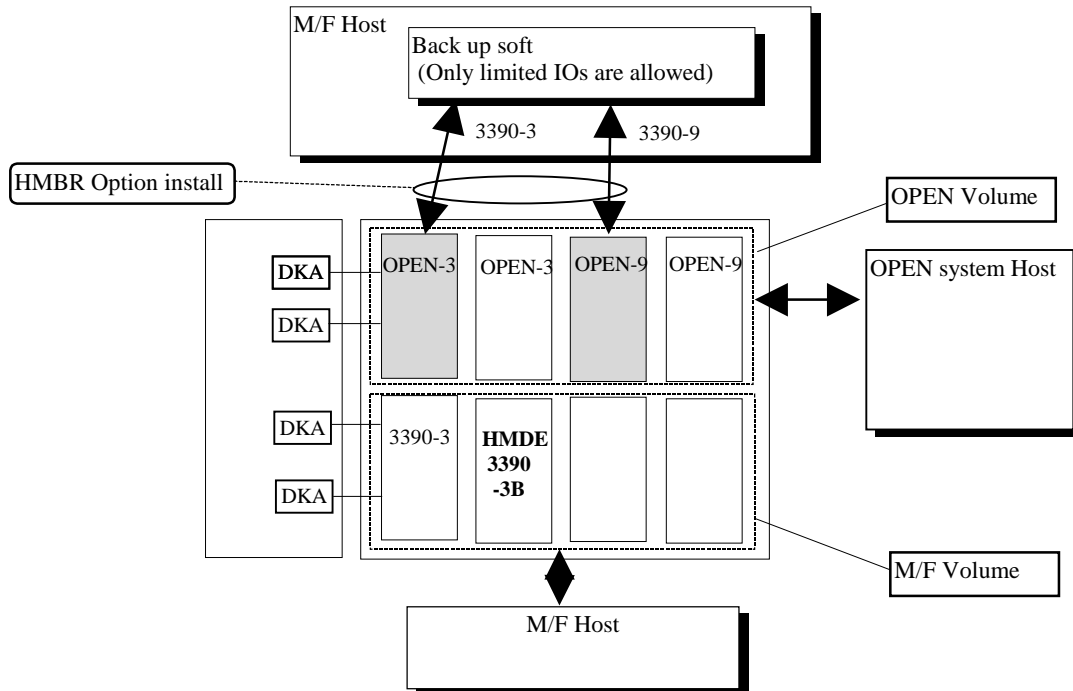 M/F Host
Back up soft
(Only limited IOs are allowed)
3390-3
3390-9
HMBR Option install
OPEN Volume
DKA
OPEN-3
OPEN-3
OPEN-9
OPEN-9
OPEN system Host
DKA
DKA
3390-3
HMDE
3390
-3B
DKA
M/F Volume
M/F Host